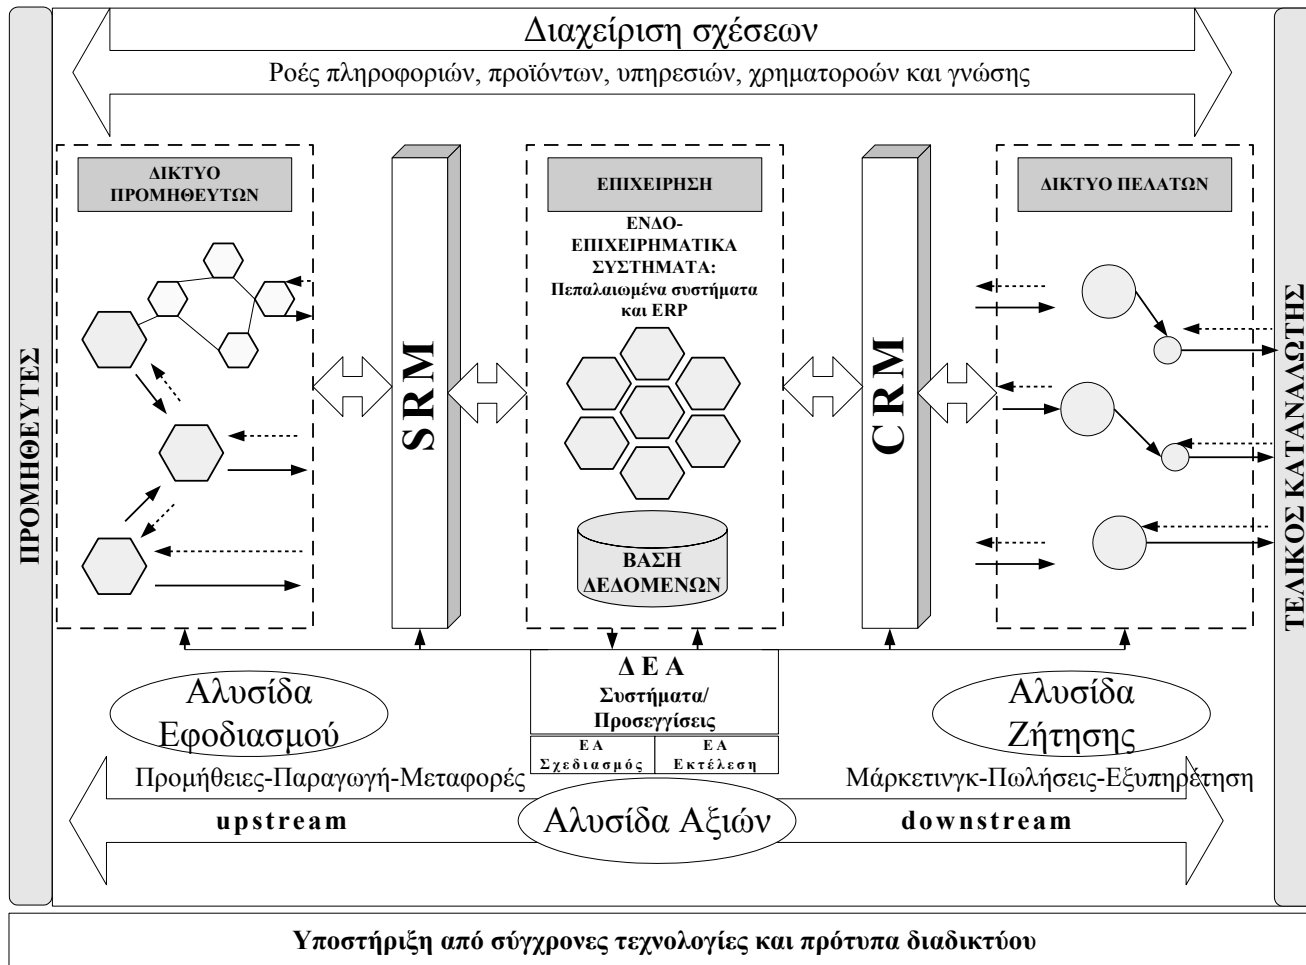 Διαχείριση σχέσεων
Ροές πληροφοριών, προϊόντων, υπηρεσιών, χρηματοροών και γνώσης
ΠΡΟΜΗΘΕΥΤΕΣ
ΔΙΚΤΥΟ
ΠΡΟΜΗΘΕΥΤΩΝ
SRM
ΕΠΙΧΕΙΡΗΣΗ
ΕΝΔΟ-
ΕΠΙΧΕΙΡΗΜΑΤΙΚΑ
ΣΥΣΤΗΜΑΤΑ:
Πεπαλαιωμένα συστήματα
και ERP
ΒΑΣΗ
ΔΕΔΟΜΕΝΩΝ
CRM
ΔΙΚΤΥΟ ΠΕΛΑΤΩΝ
ΤΕΛΙΚΟΣ ΚΑΤΑΝΑΛΩΤΗΣ
Δ Ε Α
Συστήματα/
Προσεγγίσεις
Ε Α
Σχεδιασμός
Ε Α
Εκτέλεση
Αλυσίδα
Εφοδιασμού
Αλυσίδα
Ζήτησης
Προμήθειες-Παραγωγή-Μεταφορές
Μάρκετινγκ-Πωλήσεις-Εξυπηρέτηση
upstream
Αλυσίδα Αξιών
downstream
Υποστήριξη από σύγχρονες τεχνολογίες και πρότυπα διαδικτύου